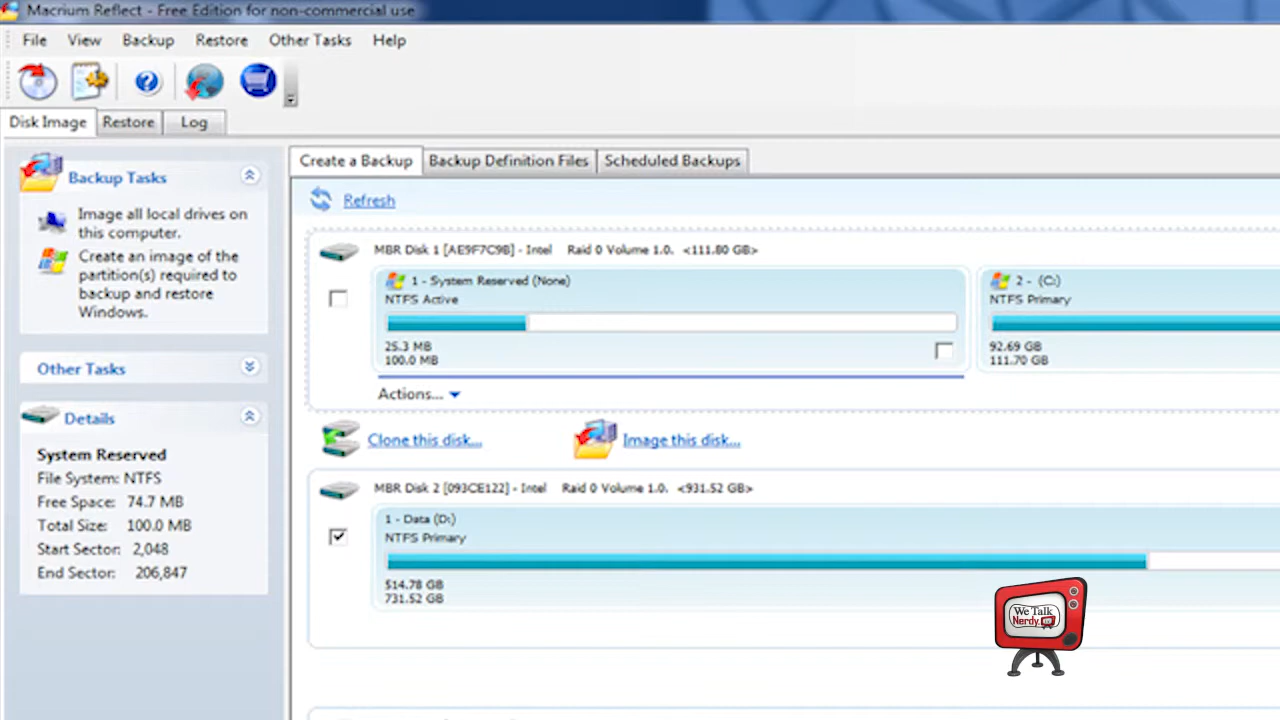 Macrium Reflect - Free Edition for non-commercial use
File View Backup Restore Other Tasks Help
Disk Image Restore Log
Backup Tasks
Image all local drives on
this computer.
Create an image of the
partition(s) required to
backup and restore
Windows.
Other Tasks
Details
System Reserved
File System: NTFS
Free Space: 74.7 MB
Total Size: 100.0 MB
Start Sector: 2,048
End Sector: 206,847
Create a Backup Backup Definition Files Scheduled Backups
Refresh
MBR Disk 1 [AE9F7C9B] - Intel Raid 0 Volume 1.0. <111.80 GB>
1 - System Reserved (None)
NTFS Active
25.3 MB
100.0 MB
2 - (C:)
NTFS Primary
92.69 GB
111.70 GB
Actions...
Clone this disk... Image this disk...
MBR Disk 2 [093CE122] - Intel Raid 0 Volume 1.0. <931.52 GB>
1 - Data (D:)
NTFS Primary
514.78 GB
731.52 GB
We Talk
Nerdy